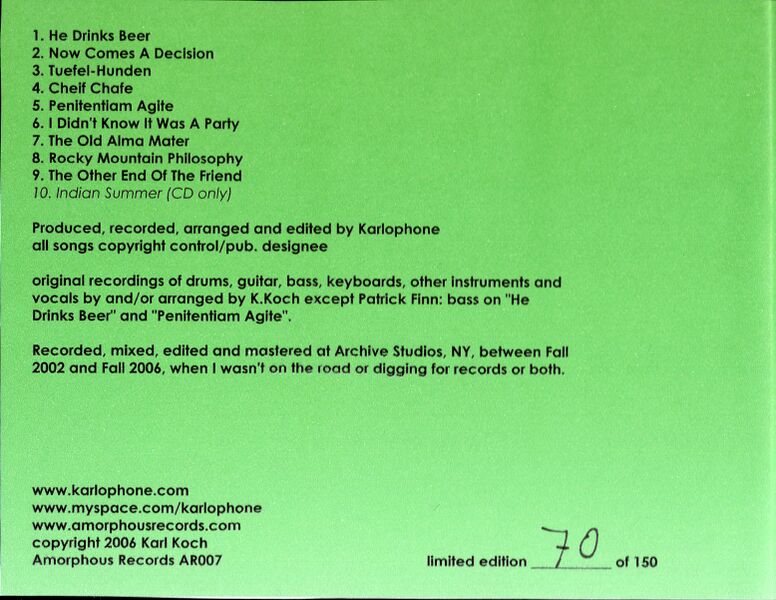 1. He Drinks Beer
2. Now Comes A Decision
3. Tuefel-Hunden
4. Cheif Chafe
5. Penitentiam Agite
6. I Didn't Know It Was A Party
7. The Old Alma Mater
8. Rocky Mountain Philosophy
9. The Other End Of The Friend
10. Indian Summer (CD only)
Produced, recorded, arranged and edited by Karlophone
all songs copyright control/pub. designee
original recordings of drums, guitar, bass, keyboards, other instruments and
vocals by and/or arranged by K.Koch except Patrick Finn: bass on "He
Drinks Beer" and "Penitentiam Agite".
Recorded, mixed, edited and mastered at Archive Studios, NY, between Fall
2002 and Fall 2006, when I wasn't on the road or digging for records or both.
www.karlophone.com
www.myspace.com/karlophone
www.amorphousrecords.com
copyright 2006 Karl Koch
Amorphous Records AR007
limited edition 70 of 150